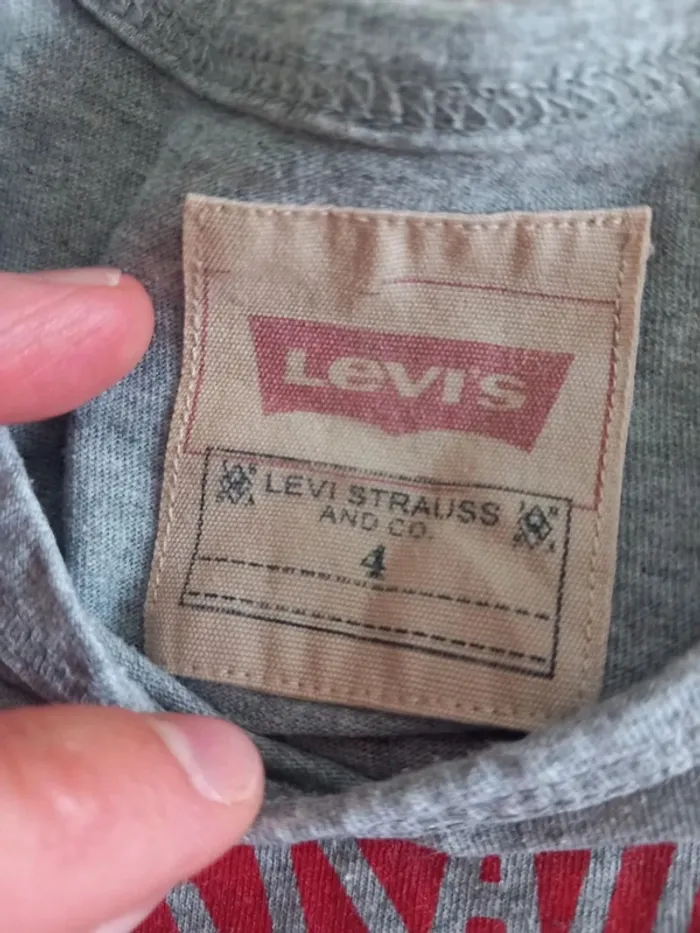 Levi's
LEVI STRAUSS
AND CO.
4